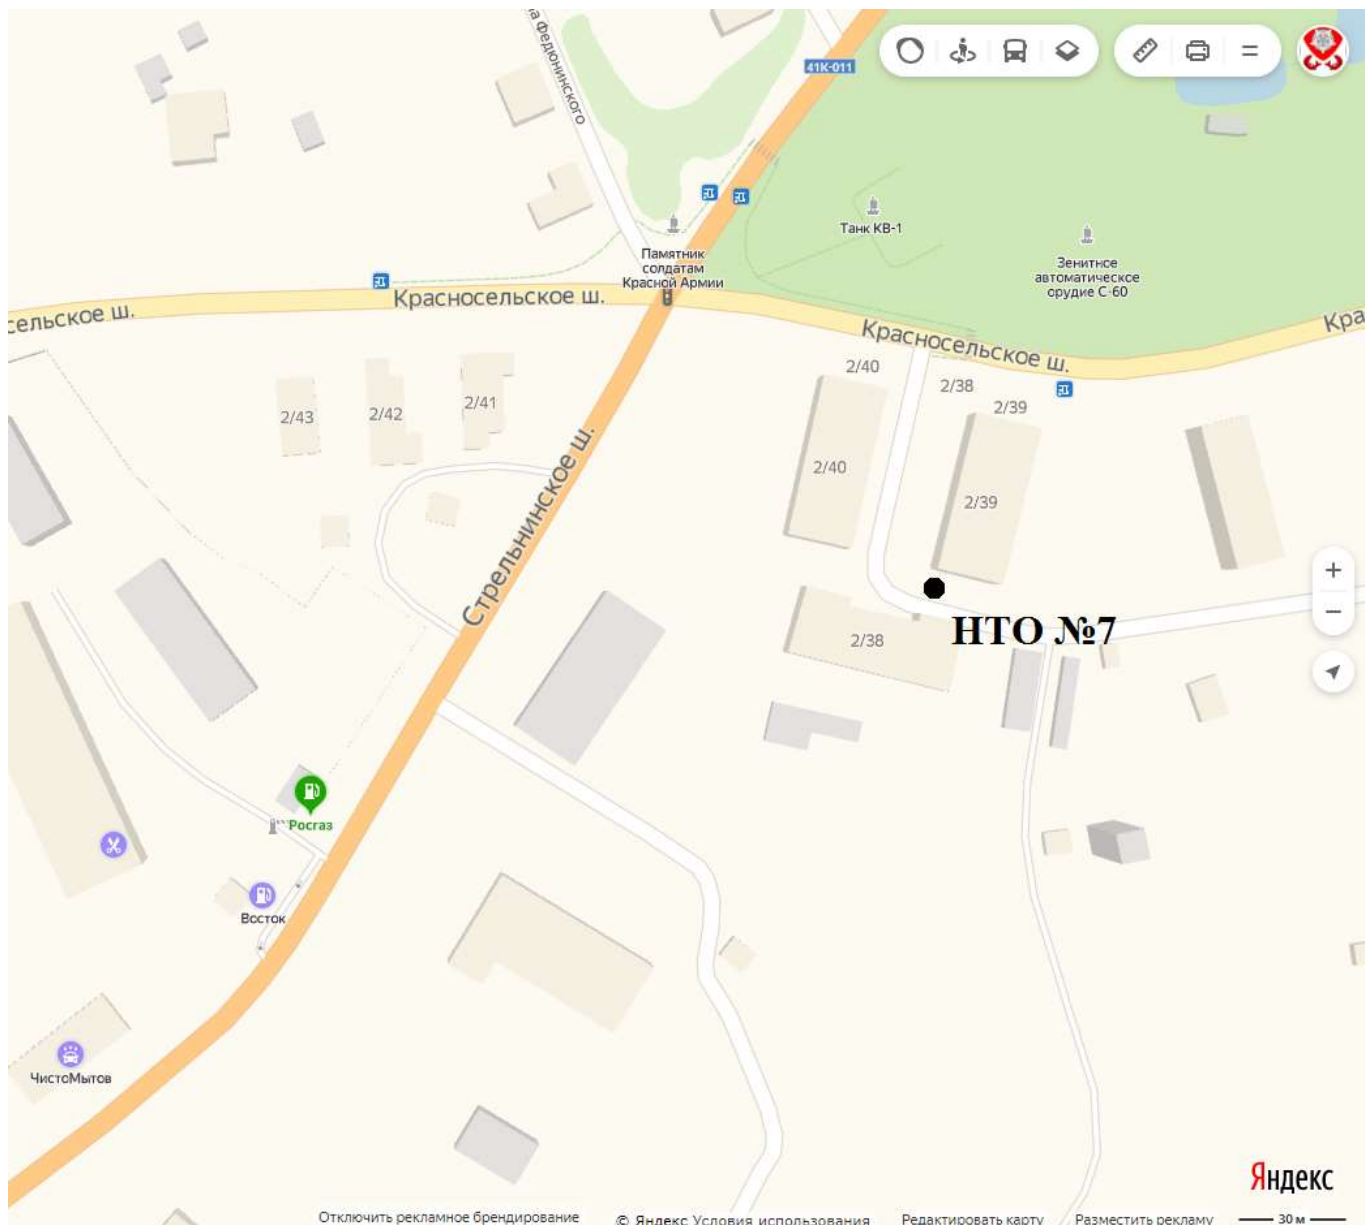 на Федюнинского
41К-011
Танк КВ-1
Памятник
солдатам
Красной Армии
Зенитное
автоматическое
орудие С-60
сельское ш.
Красносельское ш.
Красносельское ш.
Кра
2/40
2/38
2/39
2/43
2/42
2/41
2/40
2/39
Стрельнинское ш.
НТО №7
2/38
Росгаз
Восток
ЧистоМытов
Яндекс
Отключить рекламное брендирование
© Яндекс Условия использования
Редактировать карту
Разместить рекламу
30 м